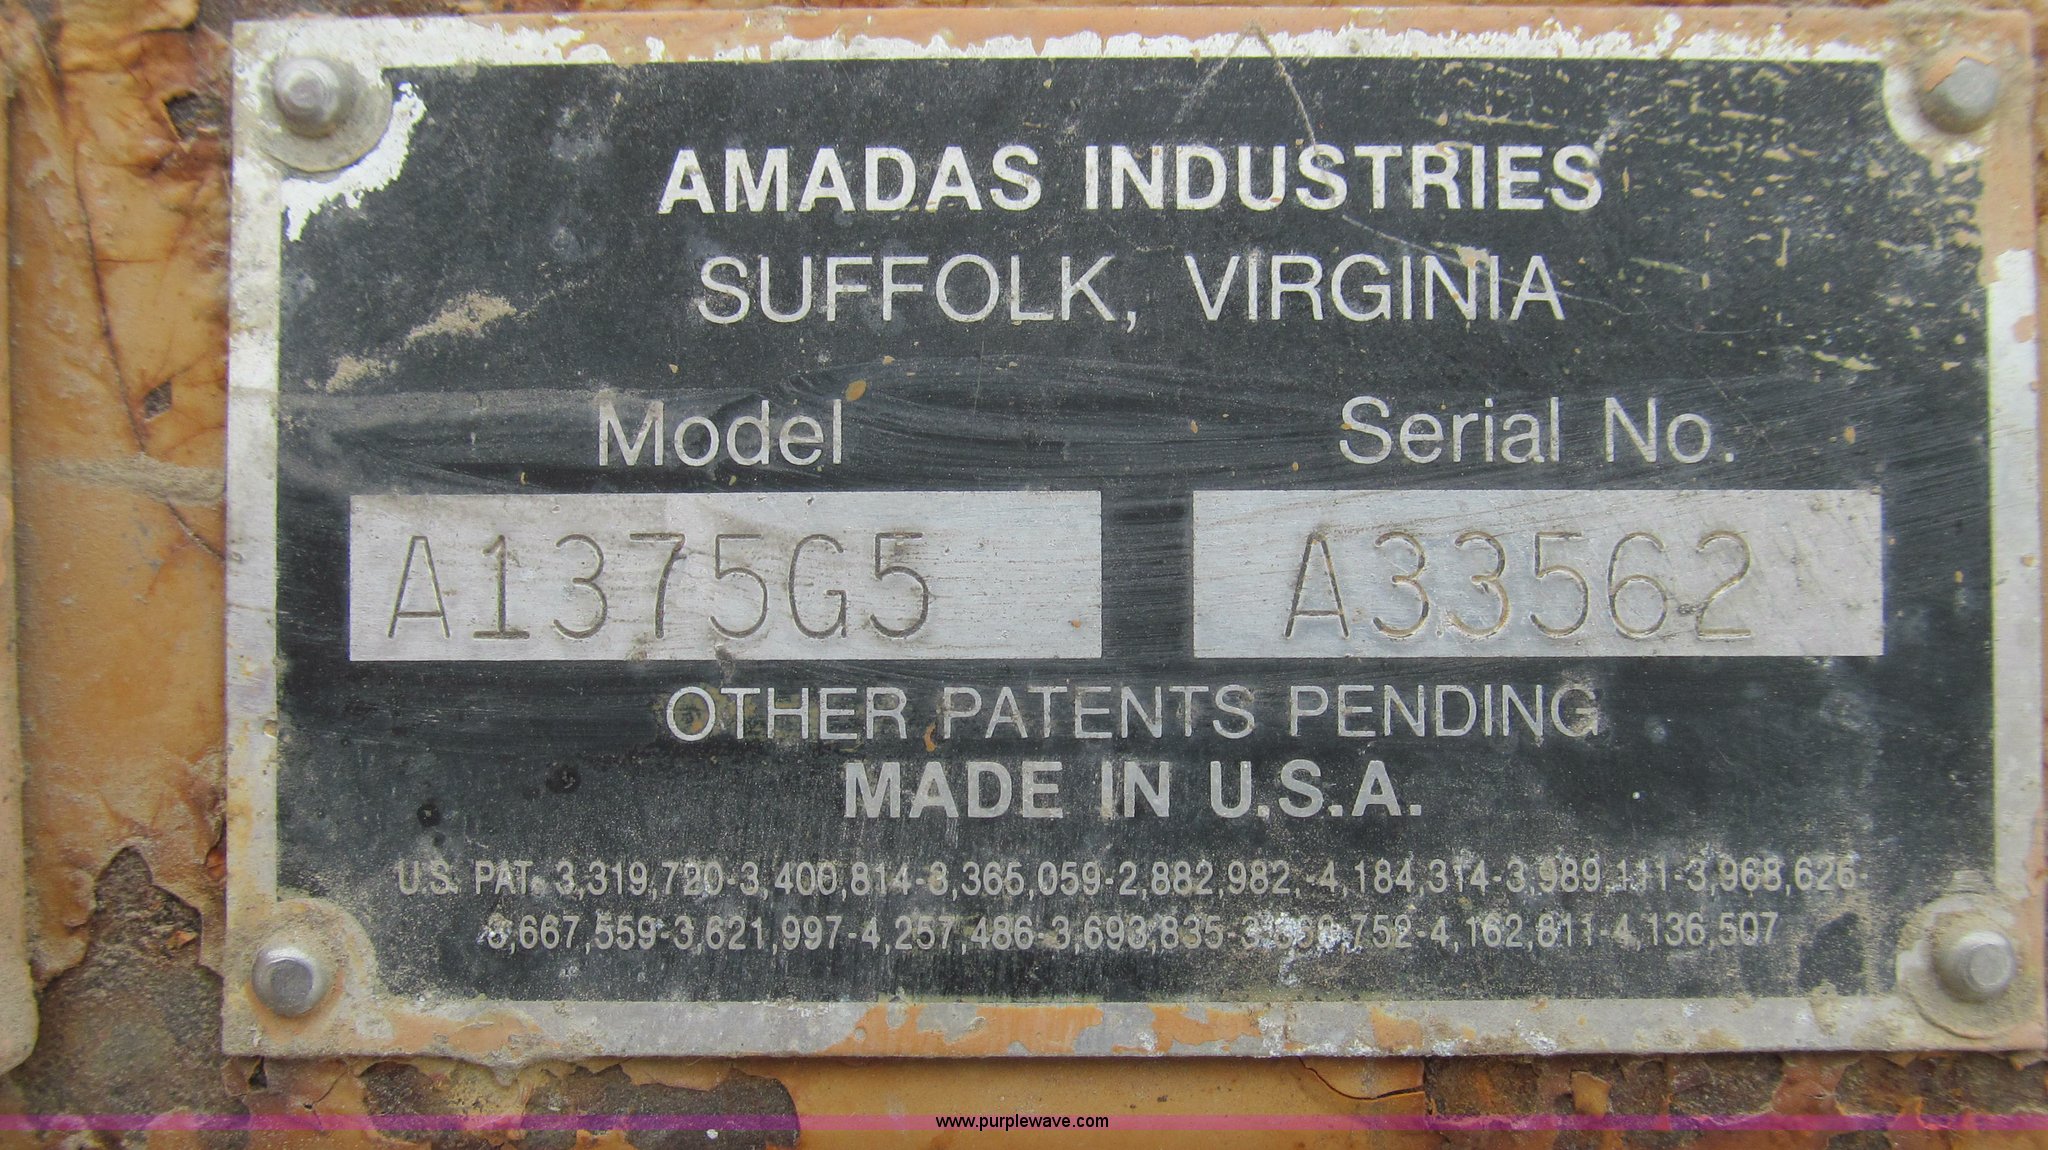 AMADAS INDUSTRIES
SUFFOLK, VIRGINIA
Model Serial No.
A1375G5 A33562
OTHER PATENTS PENDING
MADE IN U.S.A.
U.S. PAT. 3,319,720-3,400,814-3,365,059-2,882,982,-4,184,314-3,989,111-3,968,626-
3,667,559-3,621,997-4,257,486-3,693,835- -4,162,811-4,136,507
www.purplewave.com